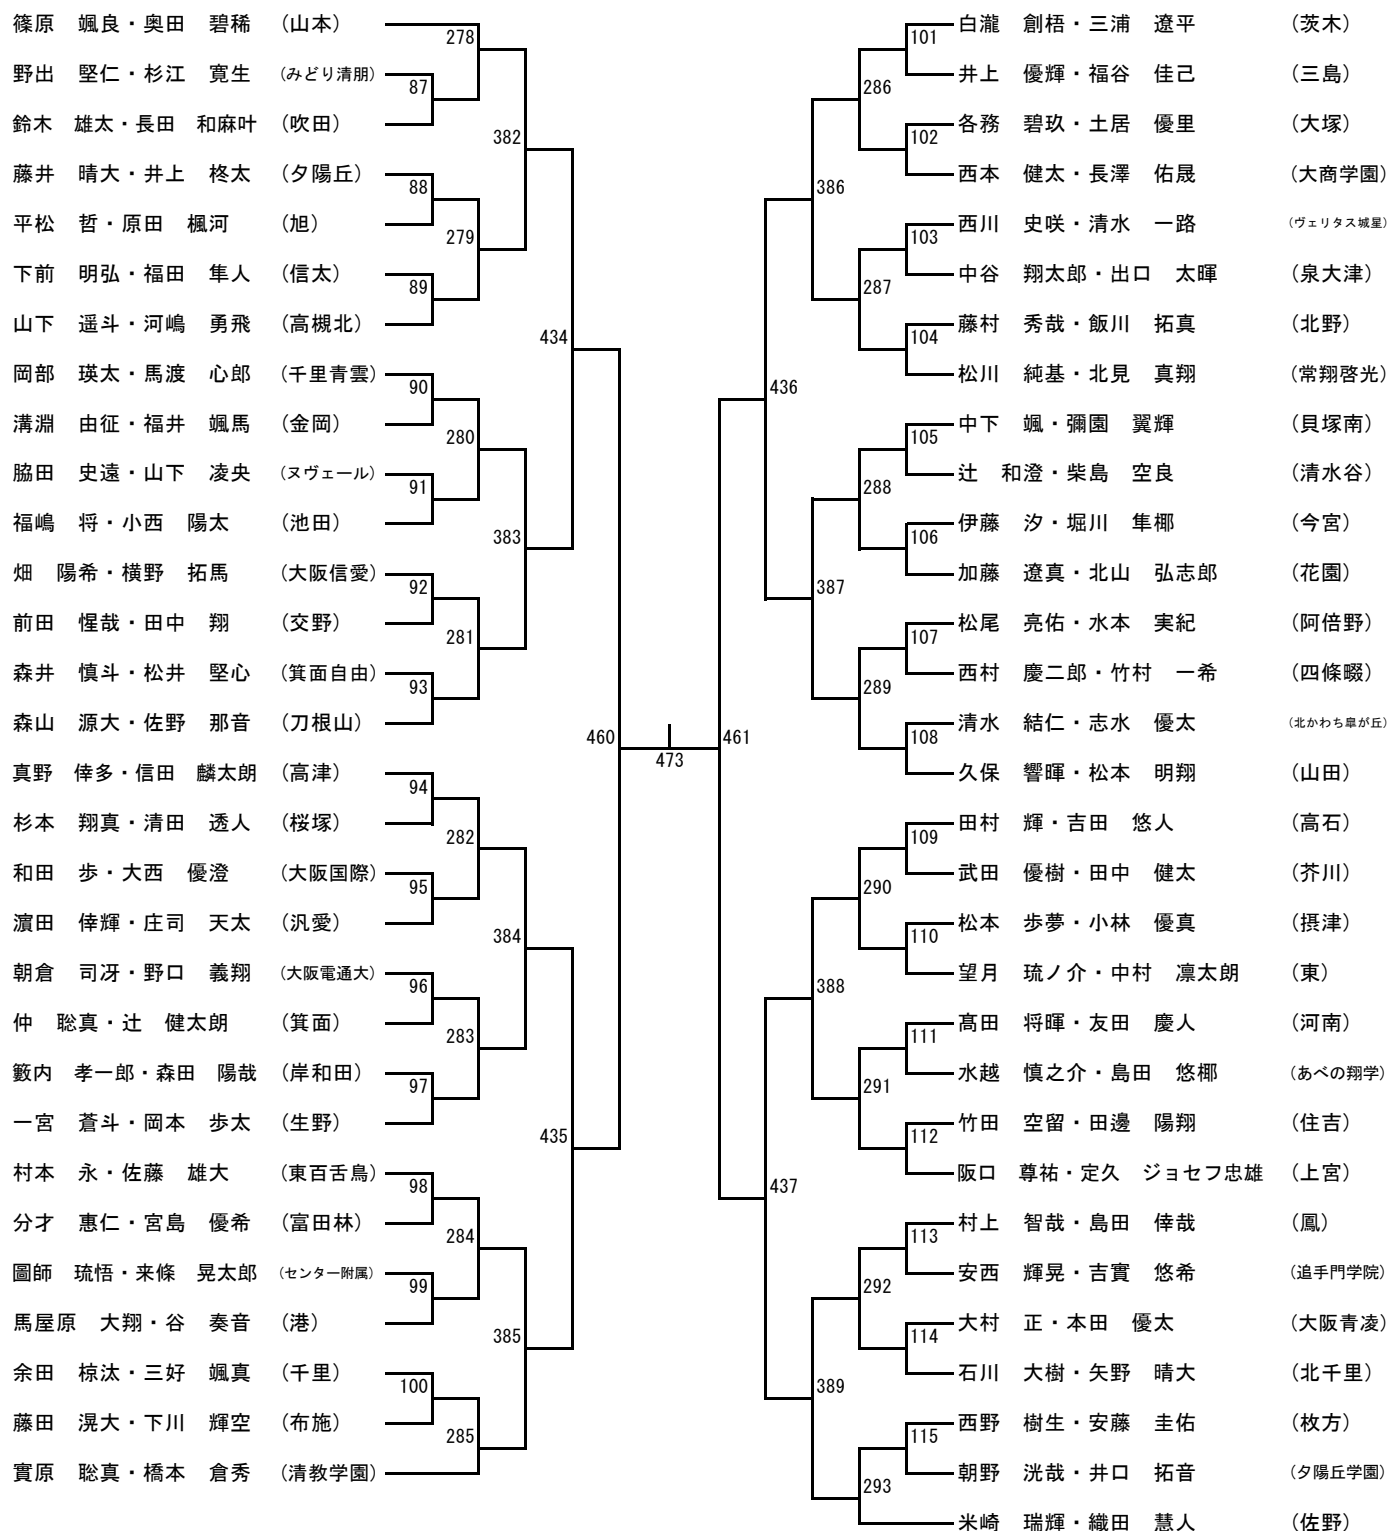 篠原　颯良・奥田　碧稀　(山本)
野出　堅仁・杉江　寛生　(みどり清朋)
鈴木　雄太・長田　和麻叶　(吹田)
藤井　晴大・井上　柊太　(夕陽丘)
平松　哲・原田　楓河　(旭)
下前　明弘・福田　隼人　(信太)
山下　遥斗・河嶋　勇飛　(高槻北)
岡部　瑛太・馬渡　心郎　(千里青雲)
溝淵　由征・福井　颯馬　(金岡)
脇田　史遠・山下　凌央　(ヌヴェール)
福嶋　将・小西　陽太　(池田)
畑　陽希・横野　拓馬　(大阪信愛)
前田　惺哉・田中　翔　(交野)
森井　慎斗・松井　堅心　(箕面自由)
森山　源大・佐野　那音　(刀根山)
真野　倖多・信田　麟太朗　(高津)
杉本　翔真・清田　透人　(桜塚)
和田　歩・大西　優澄　(大阪国際)
濵田　倖輝・庄司　天太　(汎愛)
朝倉　司冴・野口　義翔　(大阪電通大)
仲　聡真・辻　健太朗　(箕面)
籔内　孝一郎・森田　陽哉　(岸和田)
一宮　蒼斗・岡本　歩太　(生野)
村本　永・佐藤　雄大　(東百舌鳥)
分才　惠仁・宮島　優希　(富田林)
圖師　琉悟・来條　晃太郎　(センター附属)
馬屋原　大翔・谷　奏音　(港)
余田　椋汰・三好　颯真　(千里)
藤田　滉大・下川　輝空　(布施)
實原　聡真・橋本　倉秀　(清教学園)
278
87
382
88
279
89
434
90
280
91
383
92
281
93
460
94
282
95
384
96
283
97
435
98
284
99
385
100
285
473
461
101
286
102
386
103
287
104
436
105
288
106
387
107
289
108
109
290
110
388
111
291
112
437
113
292
114
389
115
293
白瀧　創梧・三浦　遼平　(茨木)
井上　優輝・福谷　佳己　(三島)
各務　碧玖・土居　優里　(大塚)
西本　健太・長澤　佑晟　(大商学園)
西川　史咲・清水　一路　(ヴェリタス城星)
中谷　翔太郎・出口　太暉　(泉大津)
藤村　秀哉・飯川　拓真　(北野)
松川　純基・北見　真翔　(常翔啓光)
中下　颯・彌園　翼輝　(貝塚南)
辻　和澄・柴島　空良　(清水谷)
伊藤　汐・堀川　隼椰　(今宮)
加藤　遼真・北山　弘志郎　(花園)
松尾　亮佑・水本　実紀　(阿倍野)
西村　慶二郎・竹村　一希　(四條畷)
清水　結仁・志水　優太　(北かわち皐が丘)
久保　響暉・松本　明翔　(山田)
田村　輝・吉田　悠人　(高石)
武田　優樹・田中　健太　(芥川)
松本　歩夢・小林　優真　(摂津)
望月　琉ノ介・中村　凛太朗　(東)
髙田　将暉・友田　慶人　(河南)
水越　慎之介・島田　悠椰　(あべの翔学)
竹田　空留・田邊　陽翔　(住吉)
阪口　尊祐・定久　ジョセフ忠雄　(上宮)
村上　智哉・島田　倖哉　(鳳)
安西　輝晃・吉實　悠希　(追手門学院)
大村　正・本田　優太　(大阪青凌)
石川　大樹・矢野　晴大　(北千里)
西野　樹生・安藤　圭佑　(枚方)
朝野　洸哉・井口　拓音　(夕陽丘学園)
米崎　瑞輝・織田　慧人　(佐野)